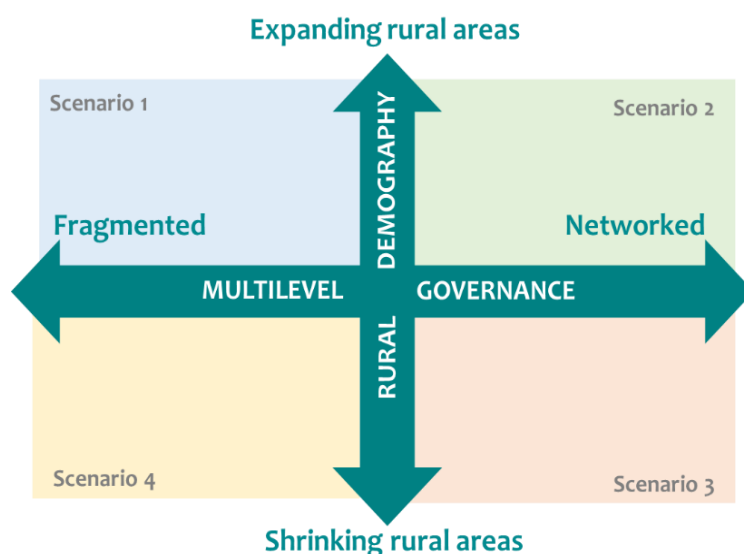 Expanding rural areas
Scenario 1
Scenario 2
DEMOGRAPHY
Fragmented
Networked
MULTILEVEL GOVERNANCE
RURAL
Scenario 4
Scenario 3
Shrinking rural areas